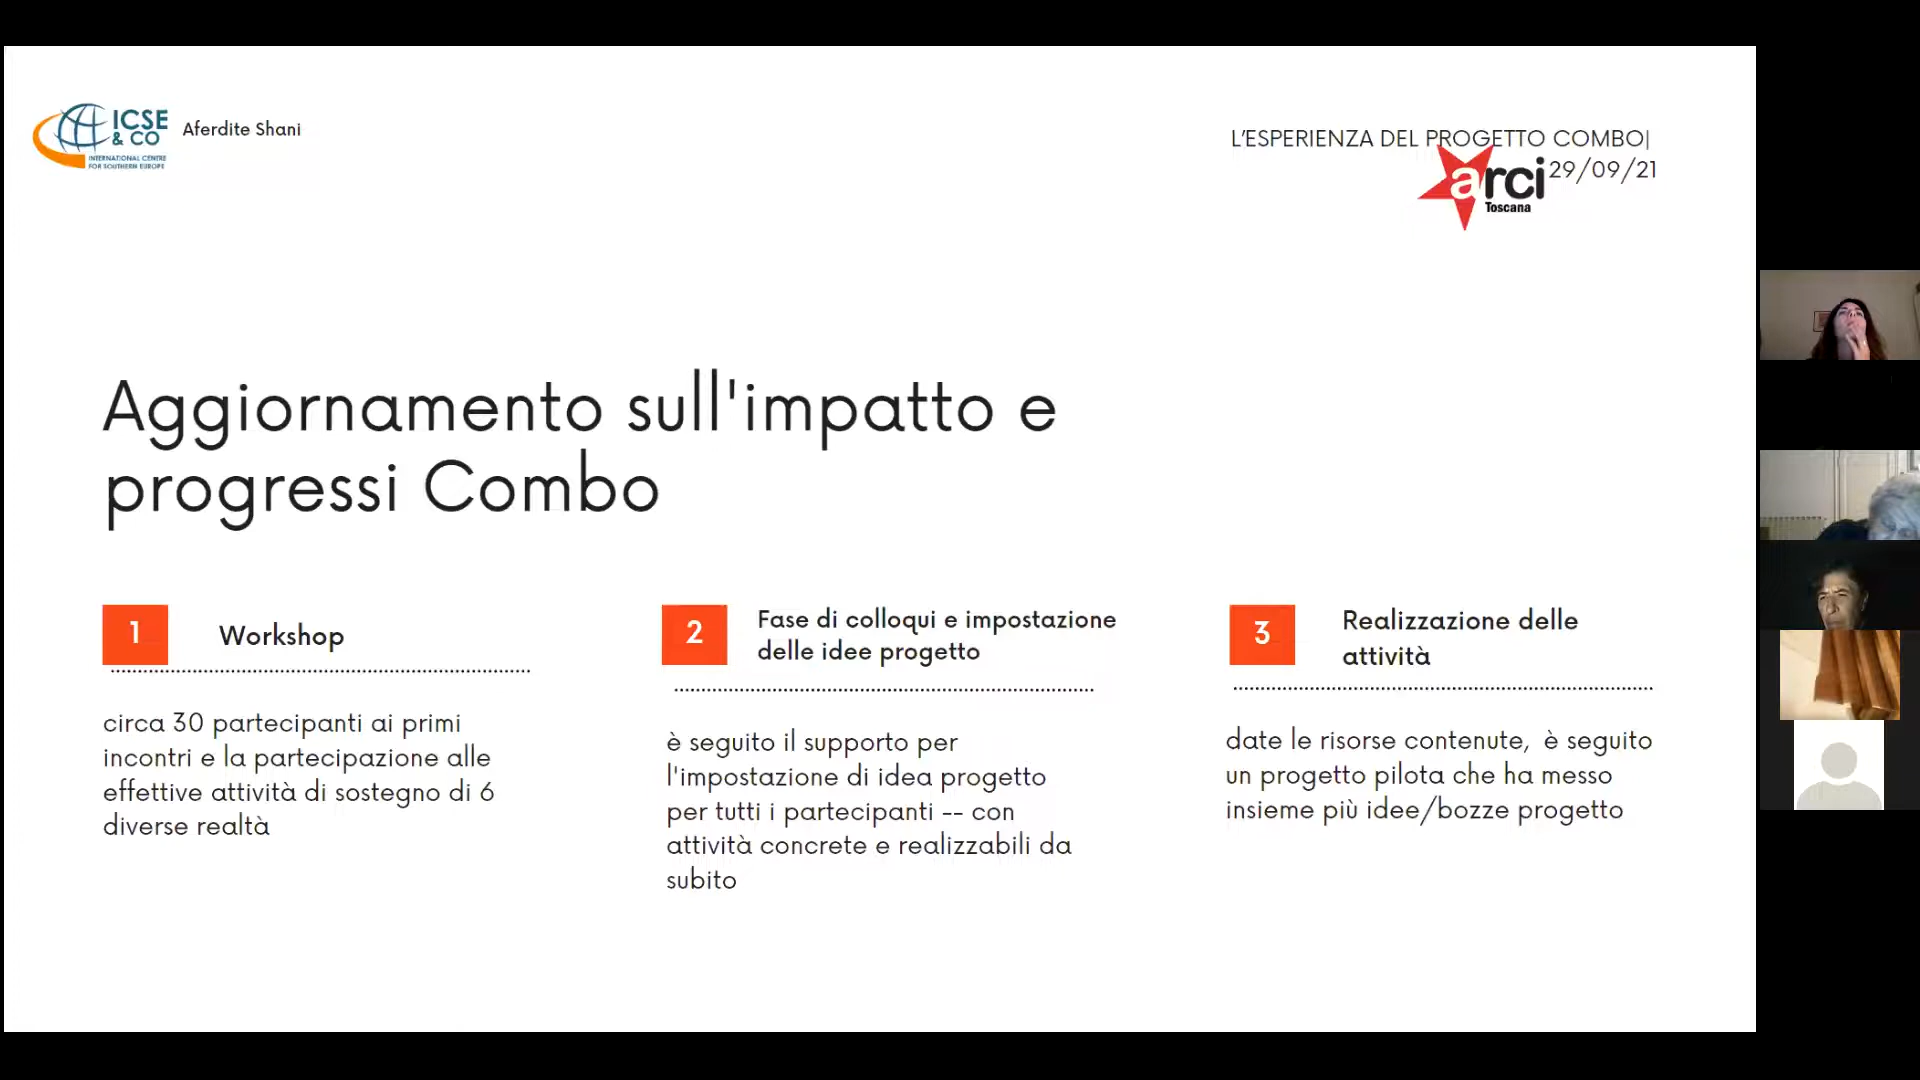 ICSE
& CO
INTERNATIONAL CENTRE
FOR SOUTHERN EUROPE
Aferdite Shani
L'ESPERIENZA DEL PROGETTO COMBO|
29/09/21
arci
Toscana
Aggiornamento sull'impatto e
progressi Combo
1
Workshop
circa 30 partecipanti ai primi
incontri e la partecipazione alle
effettive attività di sostegno di 6
diverse realtà
2
Fase di colloqui e impostazione
delle idee progetto
è seguito il supporto per
l'impostazione di idea progetto
per tutti i partecipanti -- con
attività concrete e realizzabili da
subito
3
Realizzazione delle
attività
date le risorse contenute, è seguito
un progetto pilota che ha messo
insieme più idee/bozze progetto